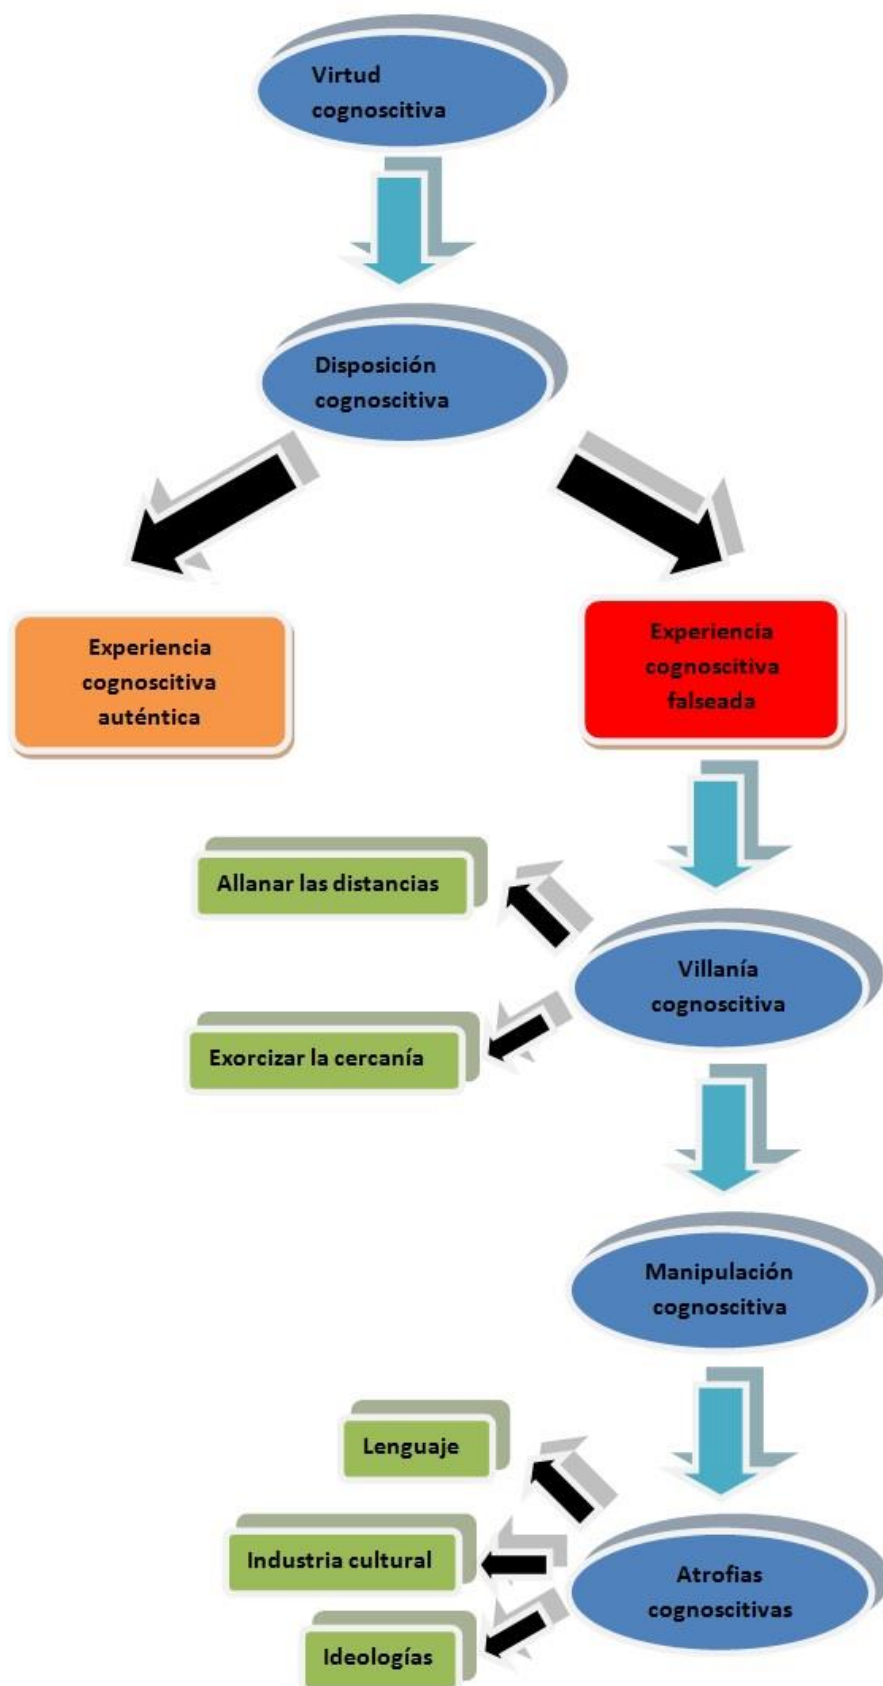 Virtud
cognoscitiva
Disposición
cognoscitiva
Experiencia
cognoscitiva
auténtica
Experiencia
cognoscitiva
falseada
Allanar las distancias
Villanía
cognoscitiva
Exorcizar la cercanía
Manipulación
cognoscitiva
Lenguaje
Industria cultural
Atrofias
cognoscitivas
Ideologías